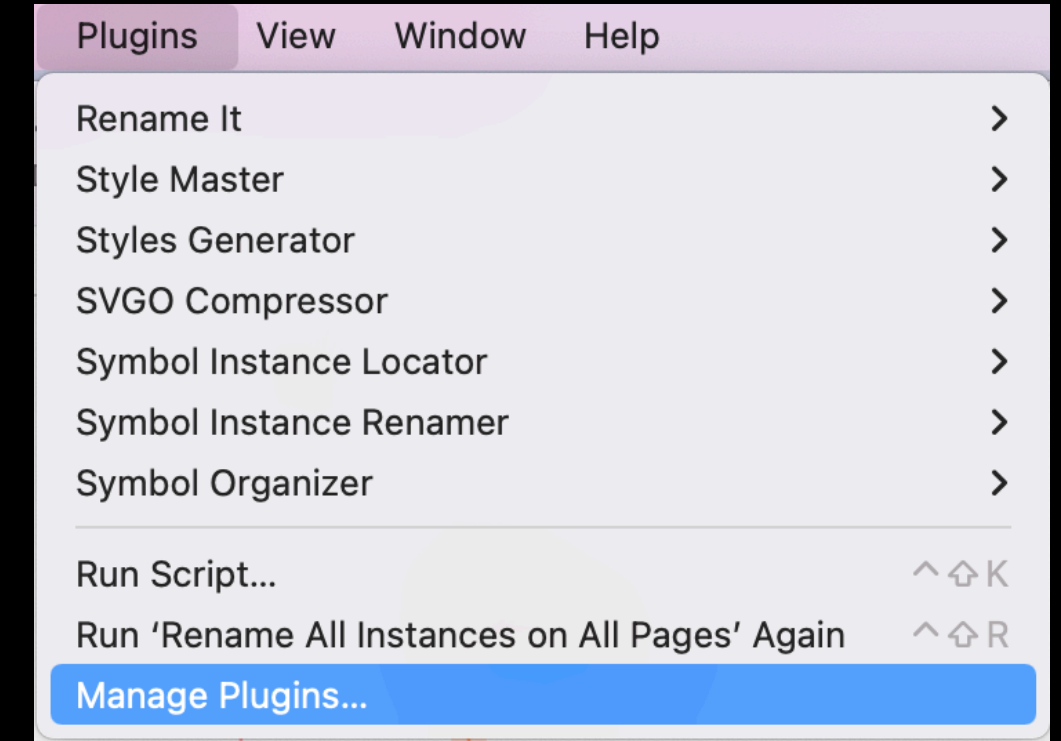 Plugins View Window Help
Rename It
Style Master
Styles Generator
SVGO Compressor
Symbol Instance Locator
Symbol Instance Renamer
Symbol Organizer
Run Script... ^⇧K
Run ‘Rename All Instances on All Pages’ Again ^⇧R
Manage Plugins...